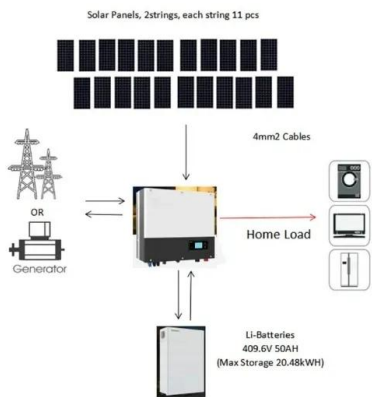 Solar Panels, 2strings, each string 11 pcs
4mm2 Cables
OR
Generator
Home Load
Li-Batteries
409.6V 50AH
(Max Storage 20.48kWH)